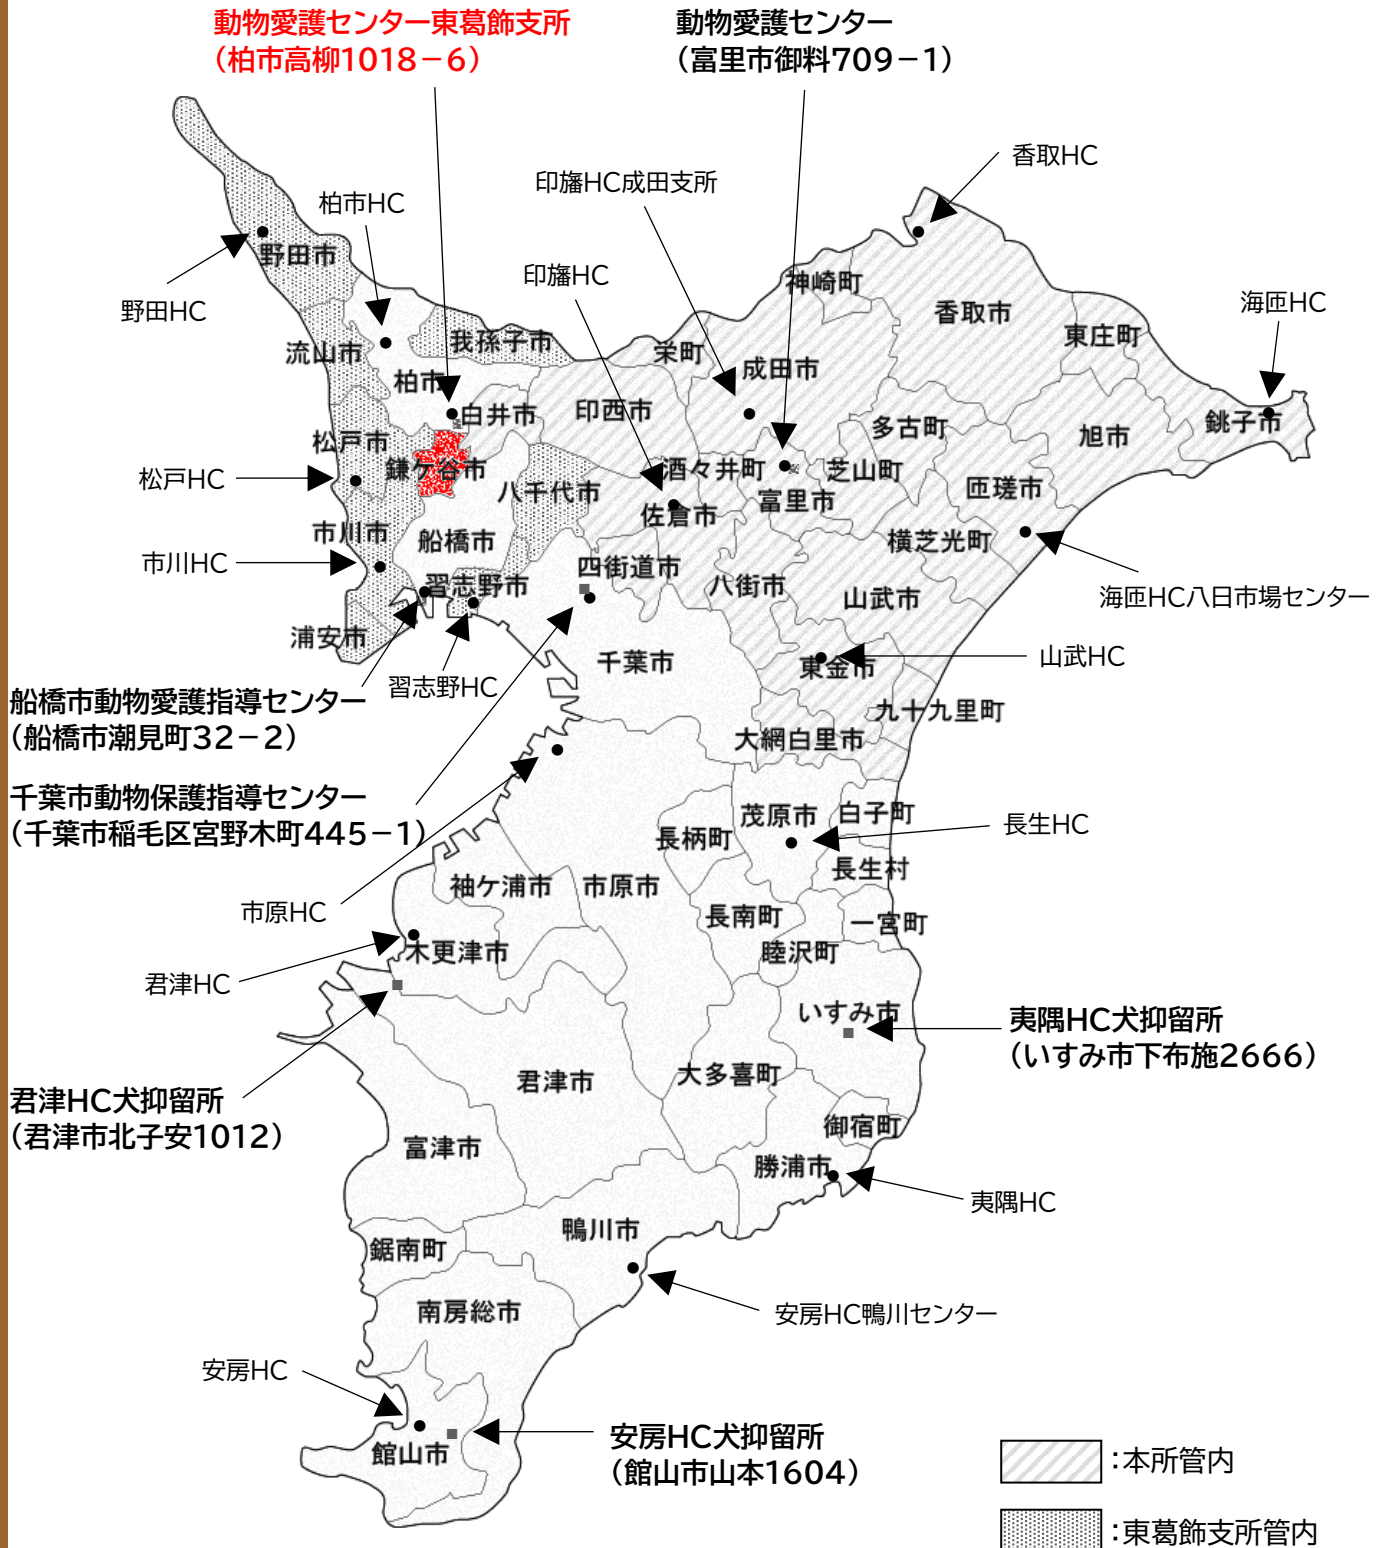 動物愛護センター東葛飾支所
（柏市高柳1018－6）
動物愛護センター
（富里市御料709－1）
香取HC
印旛HC成田支所
柏市HC
野田市
印旛HC
神崎町
野田HC
香取市
海匝HC
東庄町
我孫子市
流山市
栄町
成田市
柏市
白井市
印西市
多古町
旭市
銚子市
松戸市
鎌ケ谷市
酒々井町
芝山町
松戸HC
八千代市
富里市
匝瑳市
佐倉市
市川市
船橋市
横芝光町
市川HC
四街道市
八街市
習志野市
山武市
海匝HC八日市場センター
浦安市
千葉市
東金市
山武HC
習志野HC
船橋市動物愛護指導センター
（船橋市潮見町32－2）
九十九里町
大網白里市
千葉市動物保護指導センター
（千葉市稲毛区宮野木町445－1）
茂原市
白子町
長生HC
長柄町
長生村
袖ケ浦市
市原市
市原HC
長南町
一宮町
木更津市
睦沢町
君津HC
いすみ市
夷隅HC犬抑留所
（いすみ市下布施2666）
大多喜町
君津市
君津HC犬抑留所
（君津市北子安1012）
御宿町
富津市
勝浦市
夷隅HC
鴨川市
鋸南町
南房総市
安房HC鴨川センター
安房HC
館山市
安房HC犬抑留所
（館山市山本1604）
：本所管内
：東葛飾支所管内